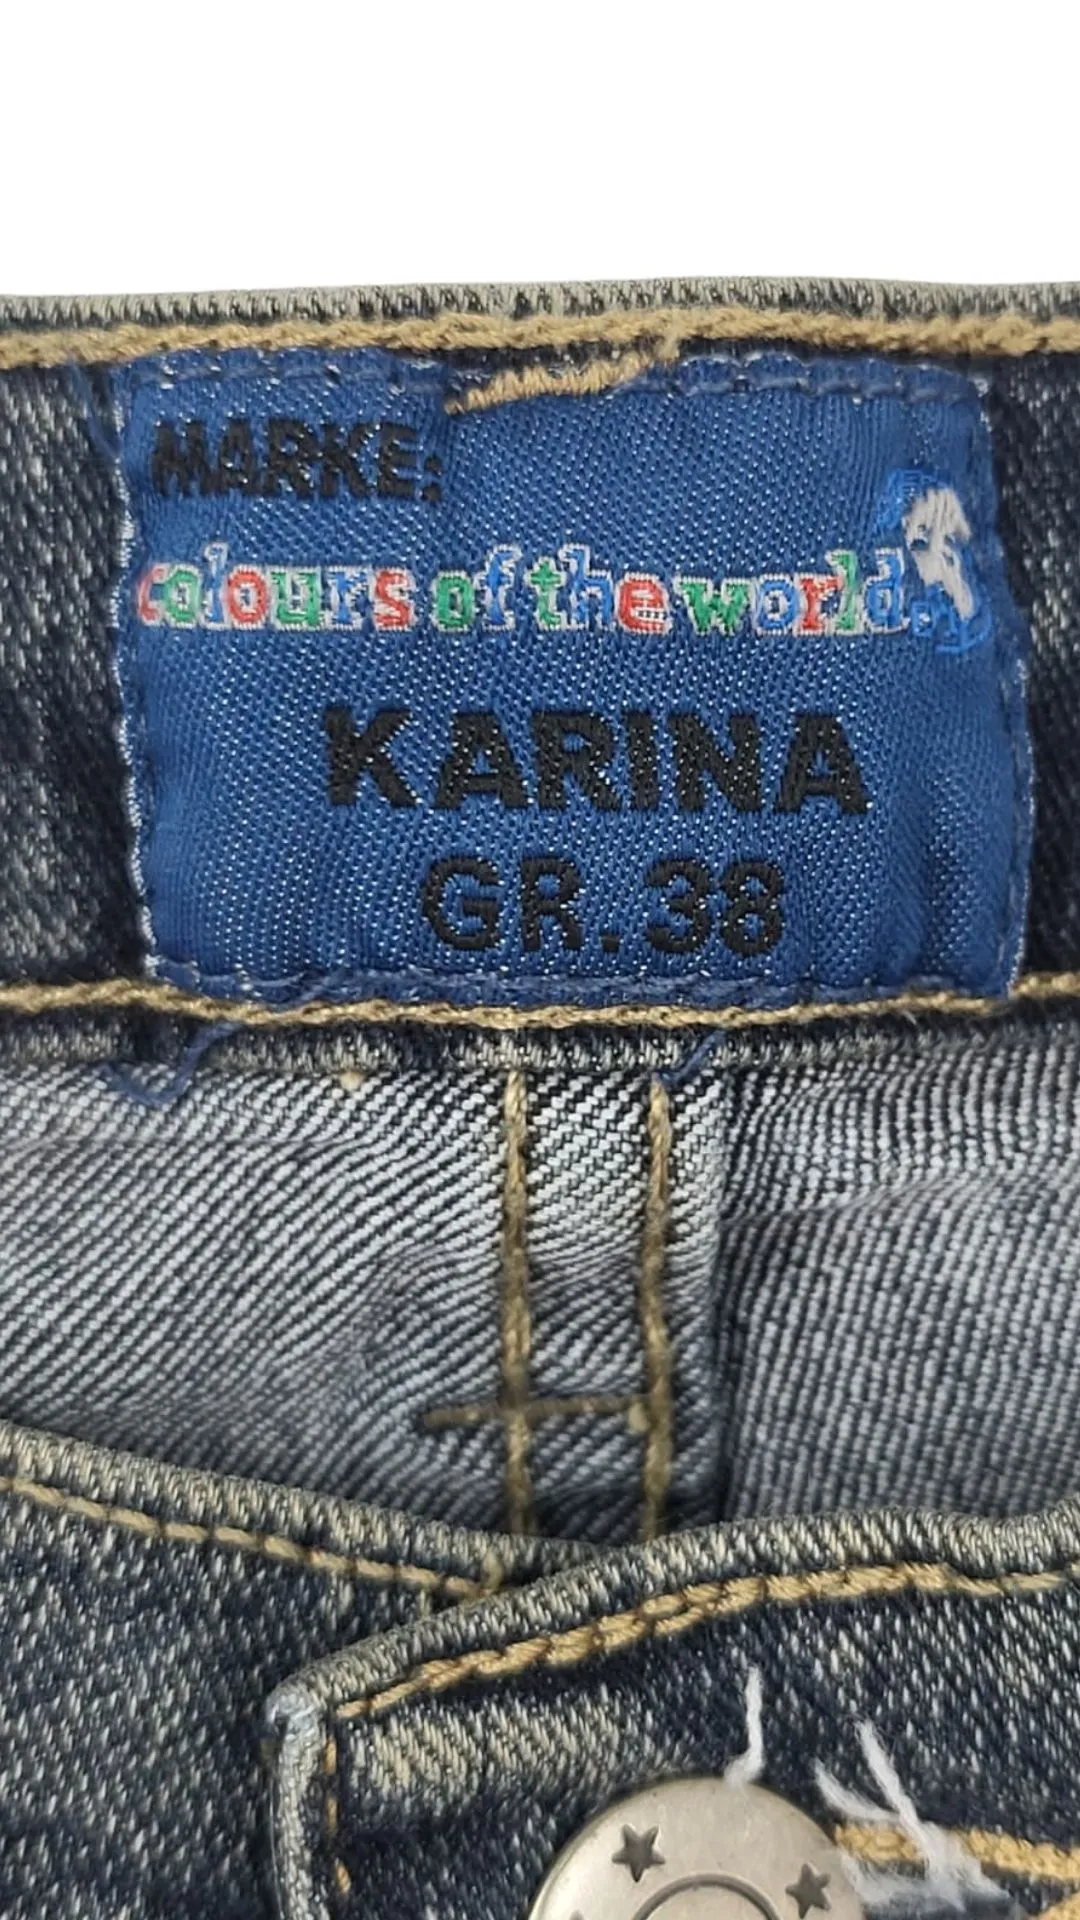 MARKE:
colours of the world
KARINA
GR. 38